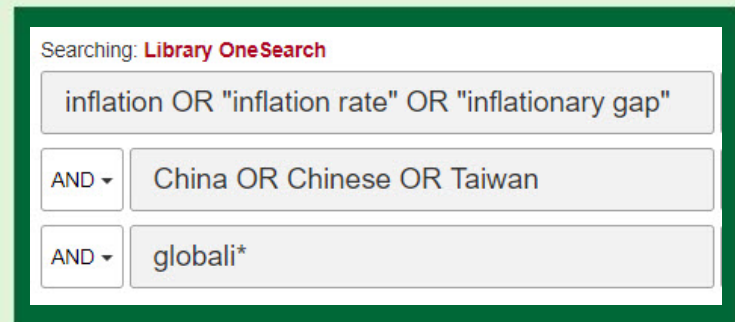 Searching: Library OneSearch
inflation OR "inflation rate" OR "inflationary gap"
AND China OR Chinese OR Taiwan
AND globali*